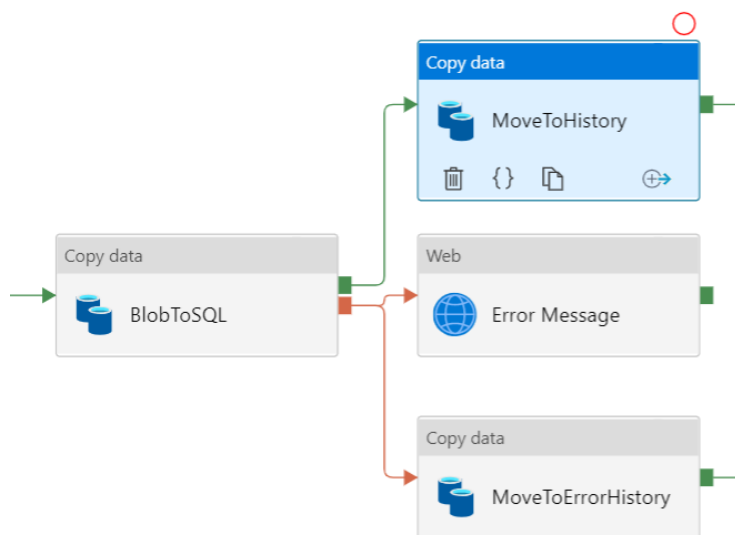 Copy data
MoveToHistory
{}
Copy data
BlobToSQL
Web
Error Message
Copy data
MoveToErrorHistory